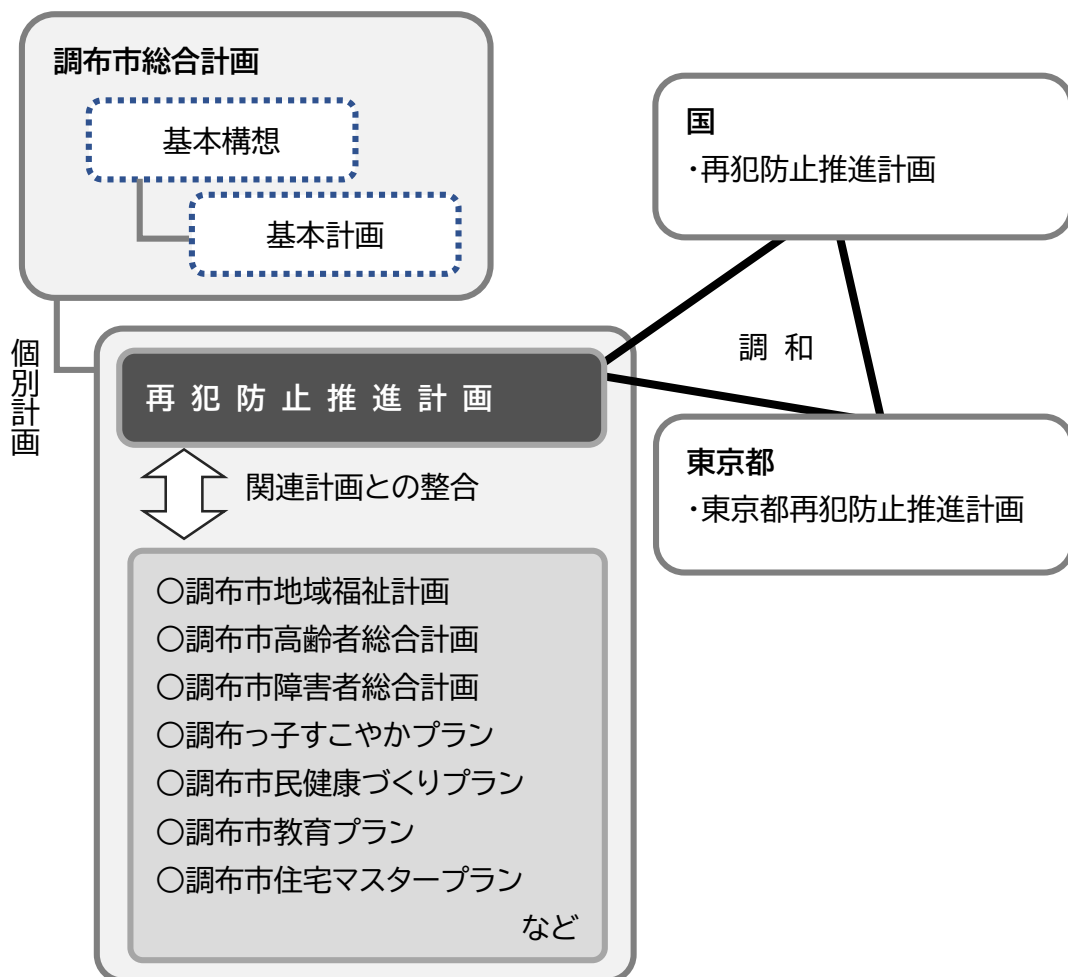 調布市総合計画
基本構想
基本計画
国
・再犯防止推進計画
調 和
東京都
・東京都再犯防止推進計画
個別計画
再犯防止推進計画
関連計画との整合
○調布市地域福祉計画
○調布市高齢者総合計画
○調布市障害者総合計画
○調布っ子すこやかプラン
○調布市民健康づくりプラン
○調布市教育プラン
○調布市住宅マスタープラン
など